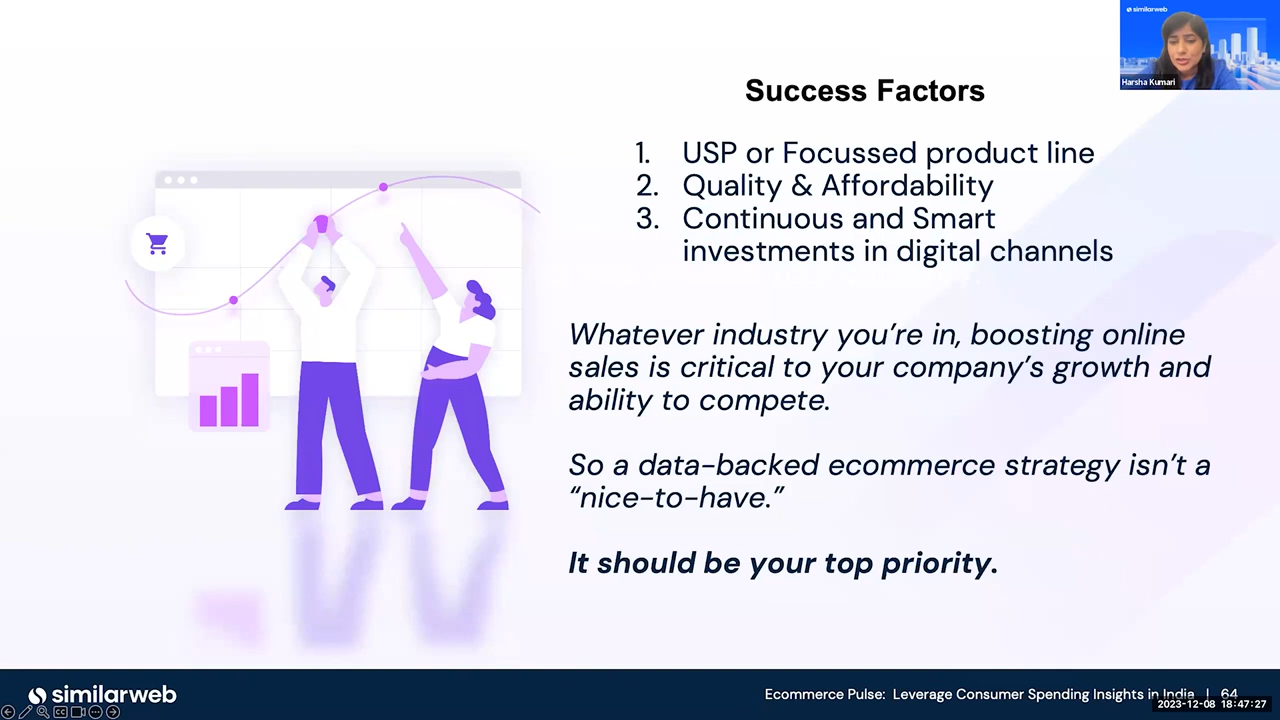 similarweb
Harsha Kumari
Success Factors
1. USP or Focussed product line
2. Quality & Affordability
3. Continuous and Smart
investments in digital channels
Whatever industry you’re in, boosting online
sales is critical to your company’s growth and
ability to compete.
So a data-backed ecommerce strategy isn’t a
“nice-to-have.”
It should be your top priority.
similarweb
Ecommerce Pulse: Leverage Consumer Spending Insights in India | 64
2023-12-08 18:47:27